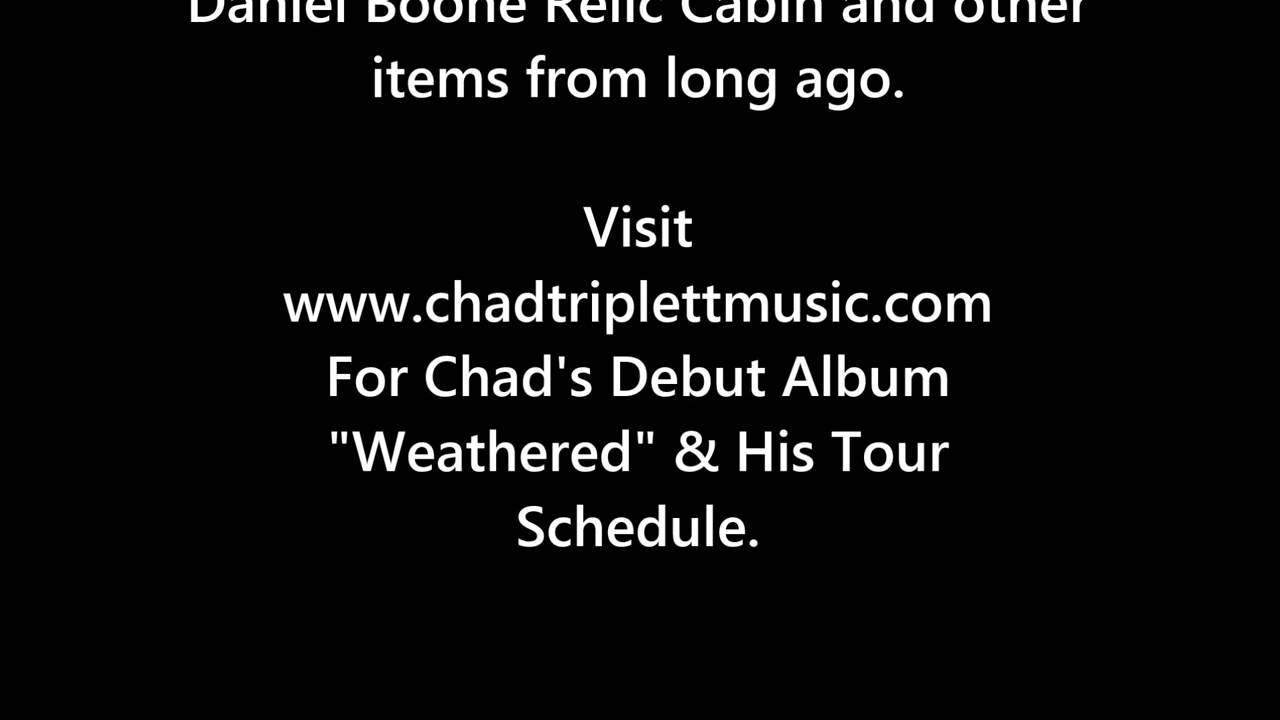 Daniel Boone Relic Cabin and other
items from long ago.
Visit
www.chadtriplettmusic.com
For Chad's Debut Album
"Weathered" & His Tour
Schedule.